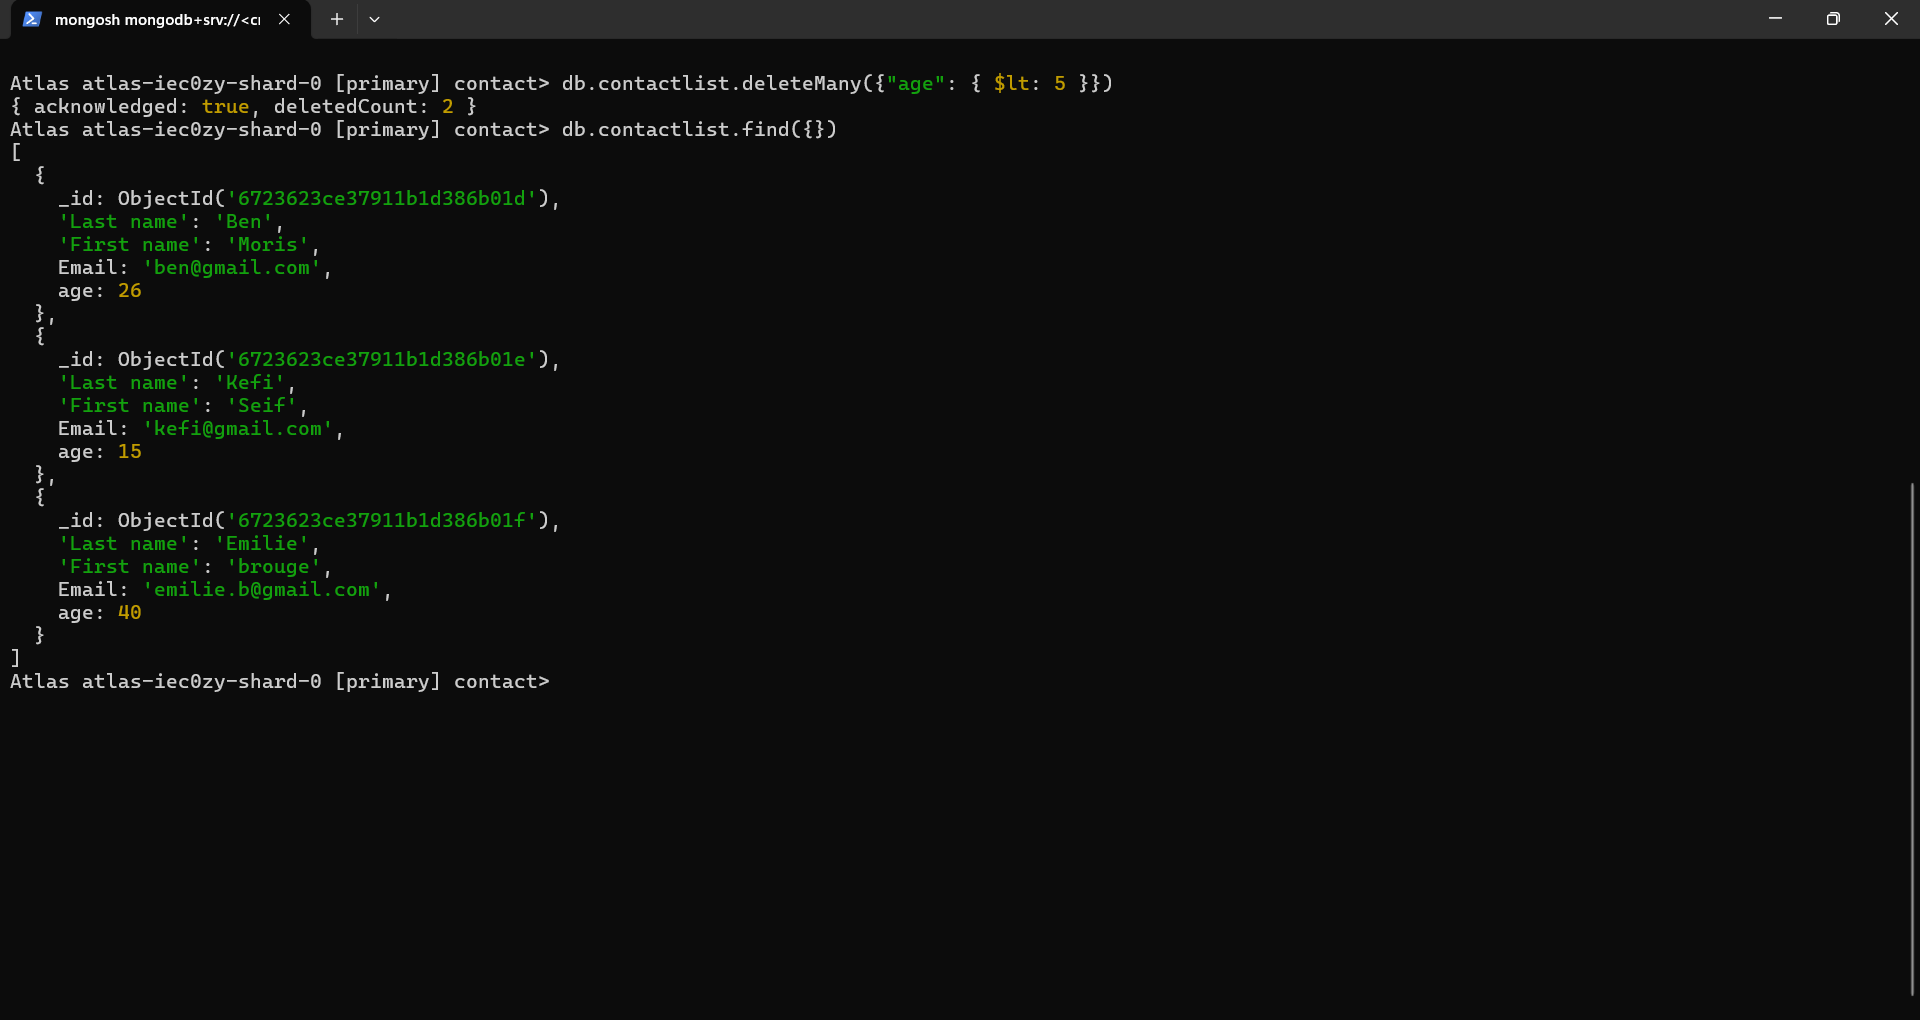 mongosh mongodb+srv://<cr
Atlas atlas-iec0zy-shard-0 [primary] contact> db.contactlist.deleteMany({"age": { $lt: 5 }})
{ acknowledged: true, deletedCount: 2 }
Atlas atlas-iec0zy-shard-0 [primary] contact> db.contactlist.find({})
[
  {
    _id: ObjectId('6723623ce37911b1d386b01d'),
    'Last name': 'Ben',
    'First name': 'Moris',
    Email: 'ben@gmail.com',
    age: 26
  },
  {
    _id: ObjectId('6723623ce37911b1d386b01e'),
    'Last name': 'Kefi',
    'First name': 'Seif',
    Email: 'kefi@gmail.com',
    age: 15
  },
  {
    _id: ObjectId('6723623ce37911b1d386b01f'),
    'Last name': 'Emilie',
    'First name': 'brouge',
    Email: 'emilie.b@gmail.com',
    age: 40
  }
]
Atlas atlas-iec0zy-shard-0 [primary] contact>